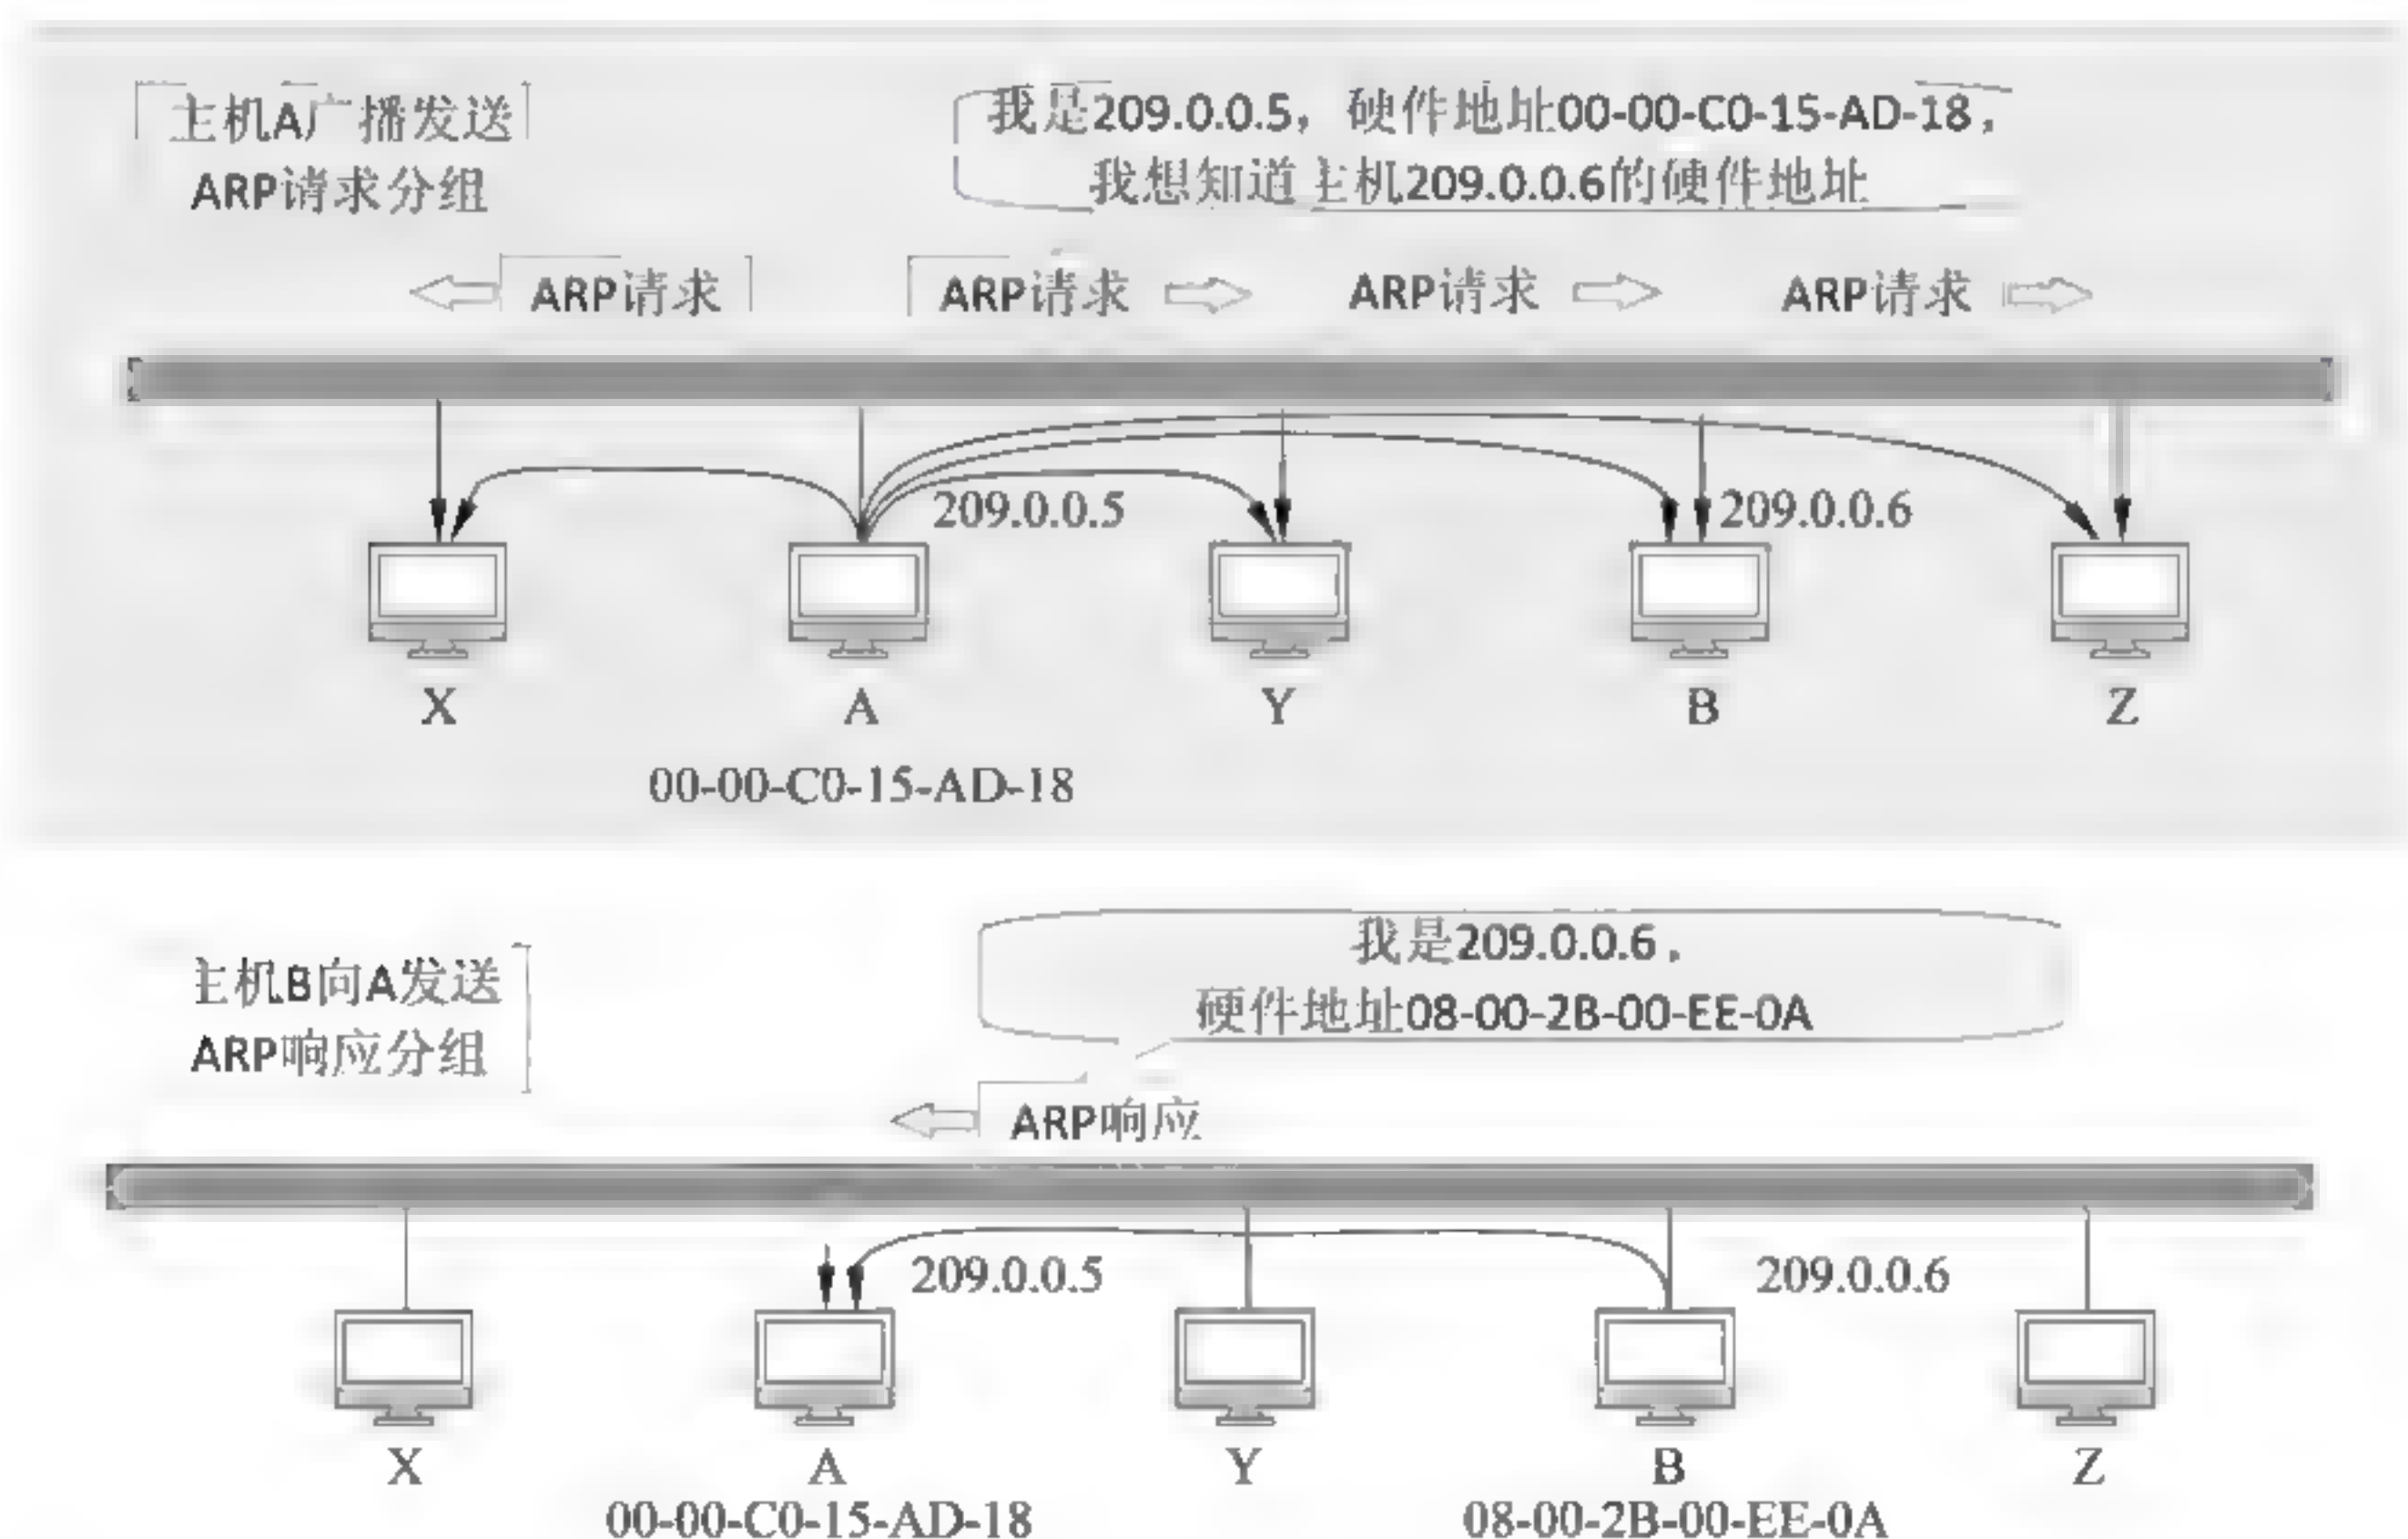 主机A广播发送
ARP请求分组
我是209.0.0.5，硬件地址00-00-C0-15-AD-18，
我想知道主机209.0.0.6的硬件地址
ARP请求 ARP请求 ARP请求 ARP请求
209.0.0.5 209.0.0.6
X A Y B Z
00-00-C0-15-AD-18
主机B向A发送
ARP响应分组
我是209.0.0.6，
硬件地址08-00-2B-00-EE-0A
ARP响应
209.0.0.5 209.0.0.6
X A Y B Z
00-00-C0-15-AD-18 08-00-2B-00-EE-0A